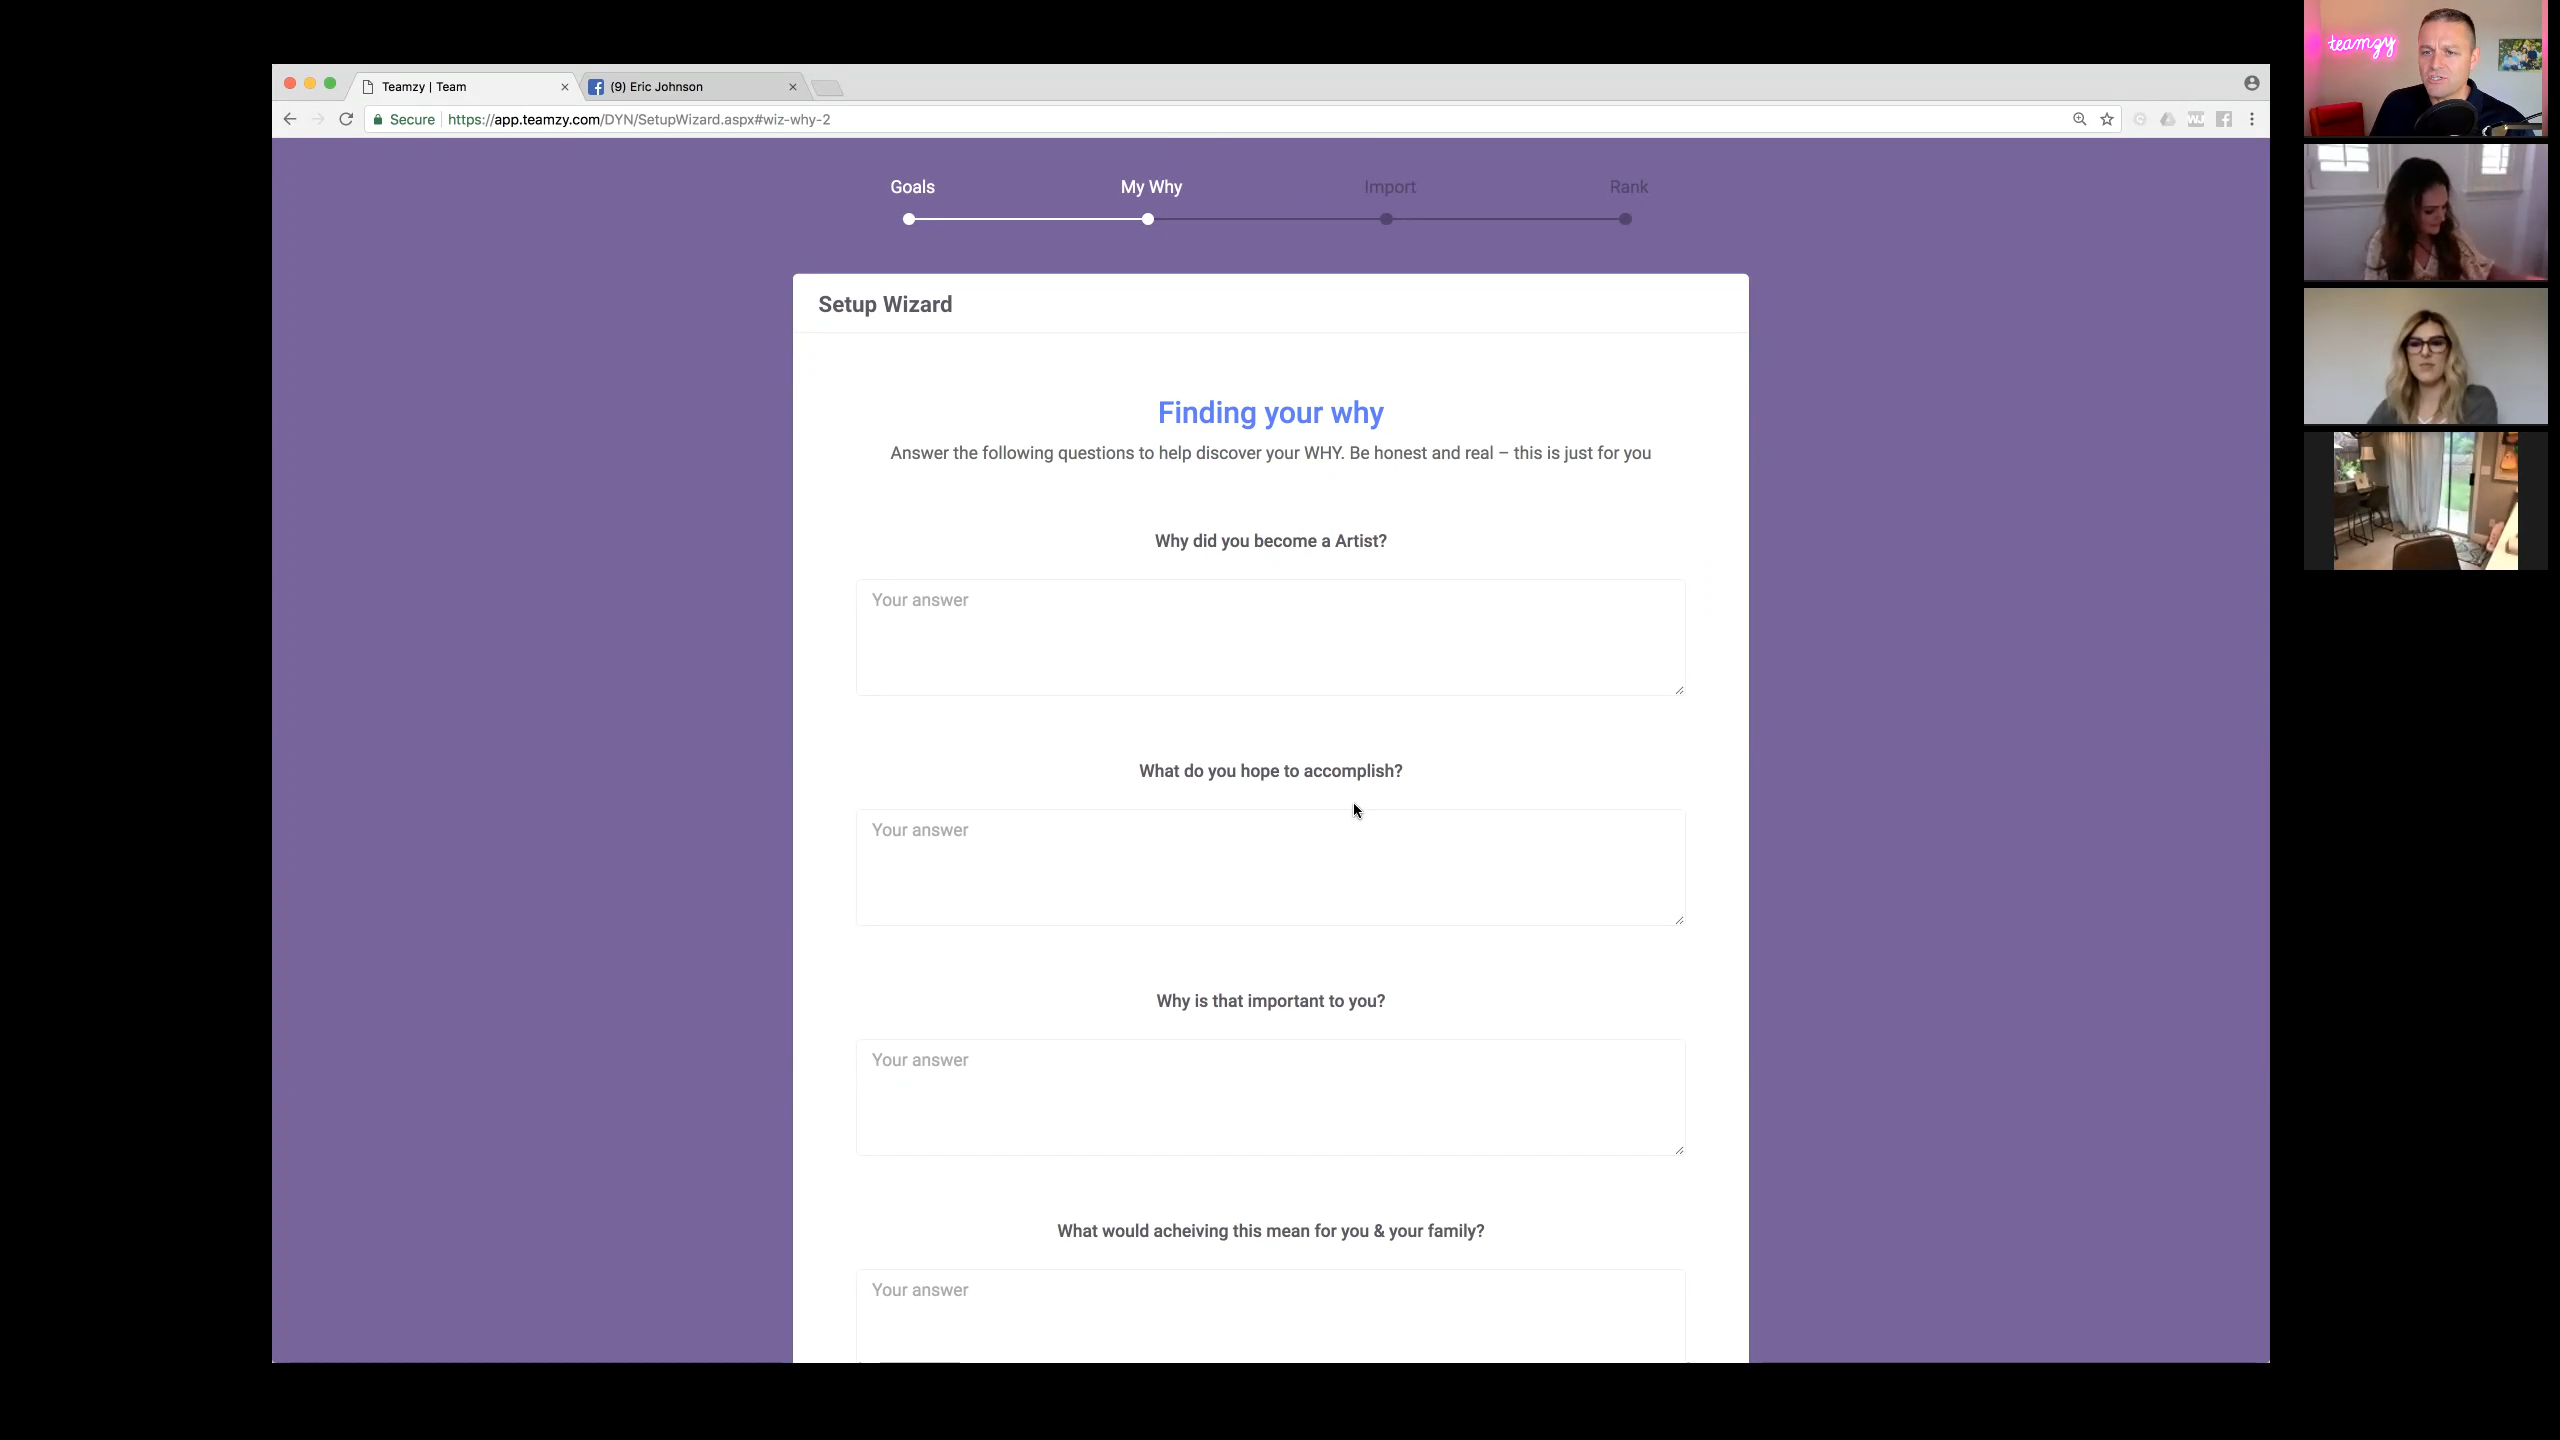 teamzy
Teamzy | Team
(9) Eric Johnson
Secure
https://app.teamzy.com/DYN/SetupWizard.aspx#wiz-why-2
Goals
My Why
Import
Rank
Setup Wizard
Finding your why
Answer the following questions to help discover your WHY. Be honest and real – this is just for you
Why did you become a Artist?
Your answer
What do you hope to accomplish?
Your answer
Why is that important to you?
Your answer
What would acheiving this mean for you & your family?
Your answer